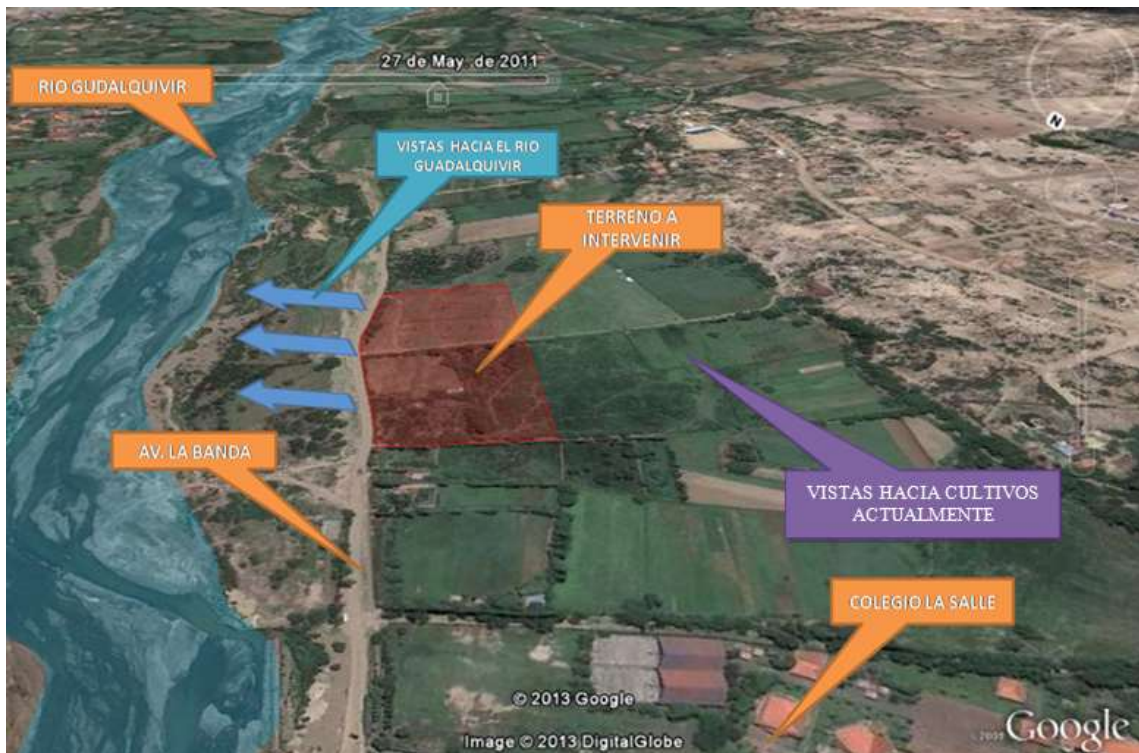 27 de May. de 2011
RIO GUDALQUIVIR
VISTAS HACIA EL RIO
GUADALQUIVIR
TERRENO A
INTERVENIR
N
AV. LA BANDA
VISTAS HACIA CULTIVOS
ACTUALMENTE
COLEGIO LA SALLE
© 2013 Google
Image © 2013 DigitalGlobe
© 2009
Google